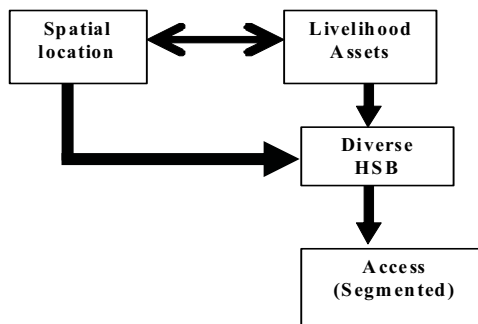 Spatial
location
Livelihood
Assets
Diverse
HSB
Access
(Segmented)